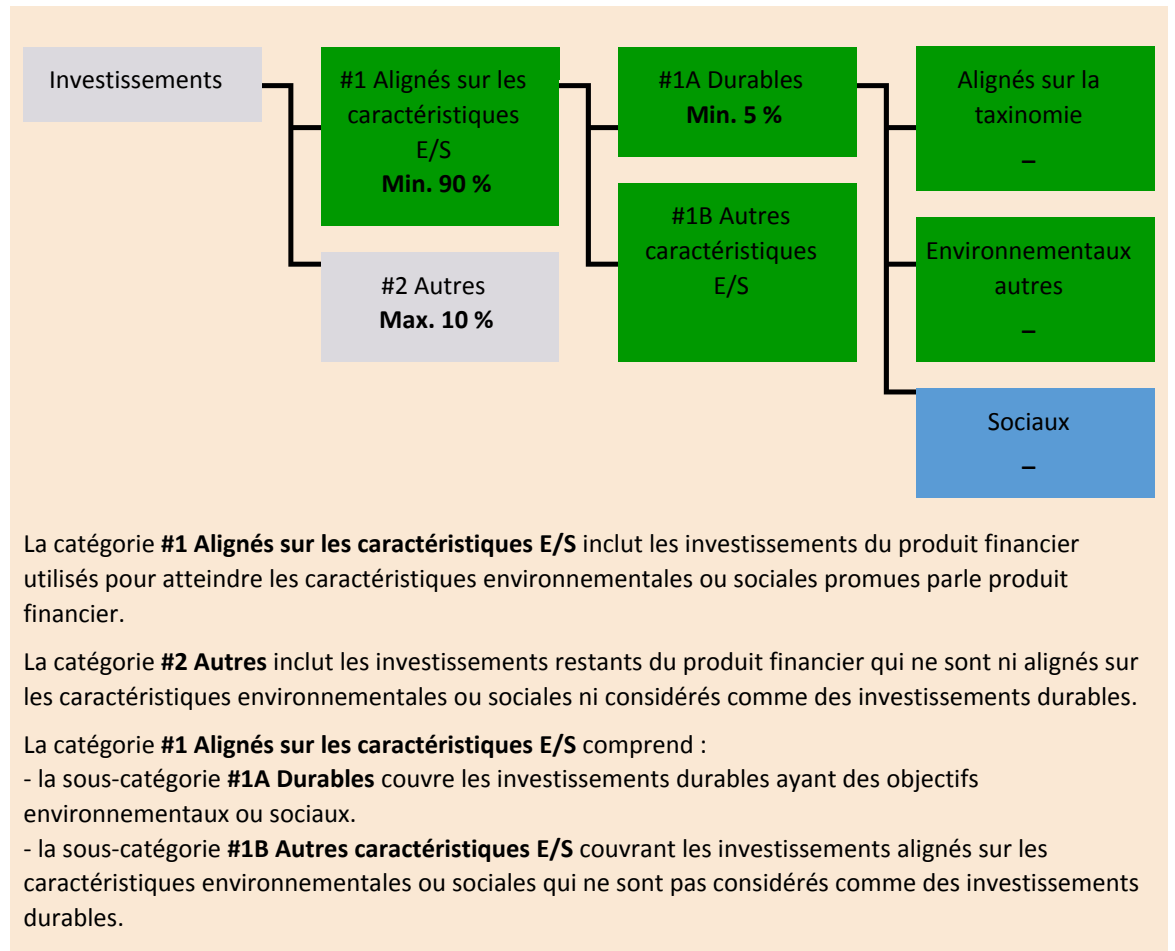 Investissements
#1 Alignés sur les
caractéristiques
E/S
Min. 90 %
#2 Autres
Max. 10 %
#1A Durables
Min. 5 %
#1B Autres
caractéristiques
E/S
Alignés sur la
taxinomie
–
Environnementaux
autres
–
Sociaux
–
La catégorie #1 Alignés sur les caractéristiques E/S inclut les investissements du produit financier
utilisés pour atteindre les caractéristiques environnementales ou sociales promues parle produit
financier.
La catégorie #2 Autres inclut les investissements restants du produit financier qui ne sont ni alignés sur
les caractéristiques environnementales ou sociales ni considérés comme des investissements durables.
La catégorie #1 Alignés sur les caractéristiques E/S comprend :
- la sous-catégorie #1A Durables couvre les investissements durables ayant des objectifs
environnementaux ou sociaux.
- la sous-catégorie #1B Autres caractéristiques E/S couvrant les investissements alignés sur les
caractéristiques environnementales ou sociales qui ne sont pas considérés comme des investissements
durables.